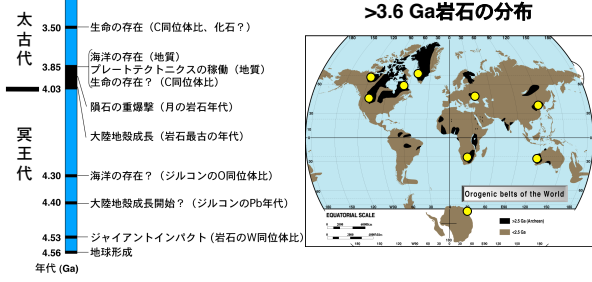 太古代
3.50
生命の存在（C同位体比、化石？）
海洋の存在（地質）
3.85
プレートテクトニクスの稼働（地質）
生命の存在？（C同位体比）
4.03
隕石の重爆撃（月の岩石年代）
大陸地殻成長（岩石最古の年代）
冥王代
4.30
海洋の存在？（ジルコンのO同位体比）
4.40
大陸地殻成長開始？（ジルコンのPb年代）
4.53
ジャイアントインパクト (岩石のW同位体比)
4.56
地球形成
年代 (Ga)
>3.6 Ga岩石の分布
Orogenic belts of the World
EQUATORIAL SCALE
>2.5 Ga (Archean)
<2.5 Ga